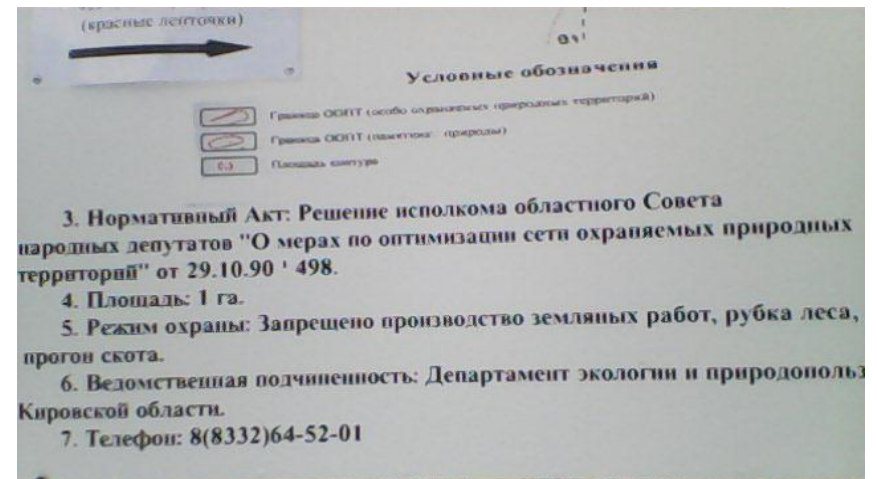 (красные ленточки)
Условные обозначения
Граница ООПТ (особо охраняемых природных территорий)
Граница ООПТ (памятника природы)
Площадь контура
3. Нормативный Акт: Решение исполкома областного Совета
народных депутатов "О мерах по оптимизации сети охраняемых природных
территорий" от 29.10.90 ' 498.
4. Площадь: 1 га.
5. Режим охраны: Запрещено производство земляных работ, рубка леса,
прогон скота.
6. Ведомственная подчиненность: Департамент экологии и природопольз
Кировской области.
7. Телефон: 8(8332)64-52-01